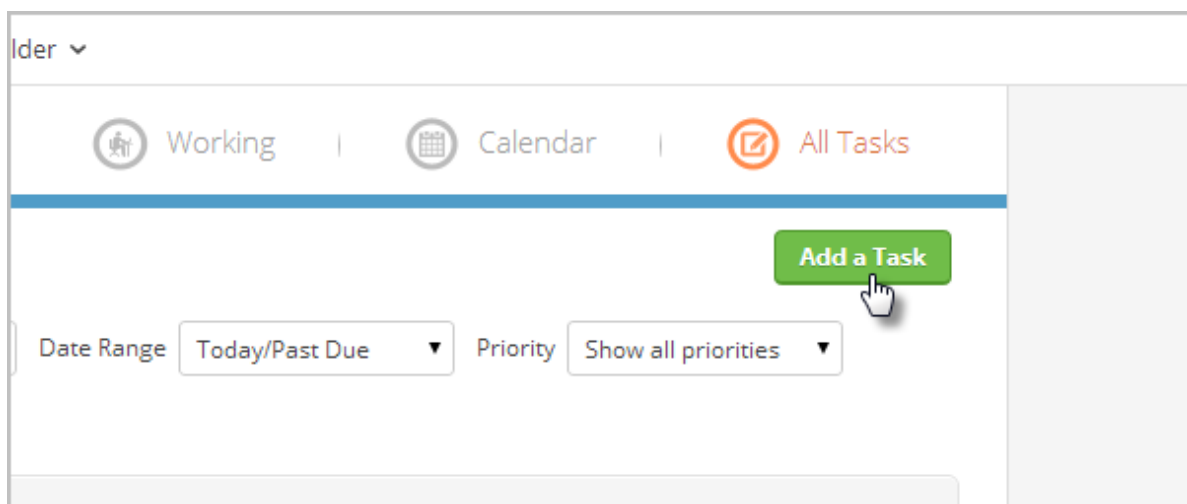 lder
Working
Calendar
All Tasks
Add a Task
Date Range Today/Past Due Priority Show all priorities